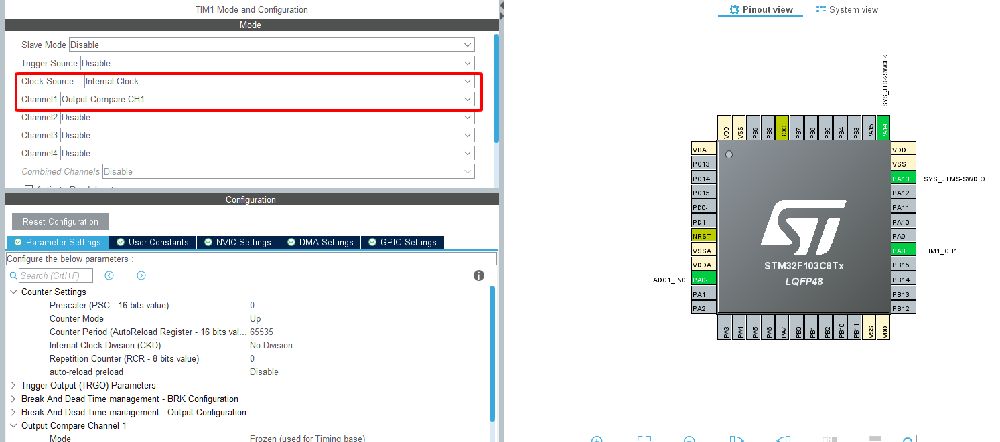 TIM1 Mode and Configuration
Mode
Slave Mode Disable
Trigger Source Disable
Clock Source Internal Clock
Channel1 Output Compare CH1
Channel2 Disable
Channel3 Disable
Channel4 Disable
Combined Channels Disable
Configuration
Reset Configuration
Parameter Settings User Constants NVIC Settings DMA Settings GPIO Settings
Configure the below parameters :
Search (Crtl+F)
Counter Settings
Prescaler (PSC - 16 bits value) 0
Counter Mode Up
Counter Period (AutoReload Register - 16 bits val... 65535
Internal Clock Division (CKD) No Division
Repetition Counter (RCR - 8 bits value) 0
auto-reload preload Disable
Trigger Output (TRGO) Parameters
Break And Dead Time management - BRK Configuration
Break And Dead Time management - Output Configuration
Output Compare Channel 1
Mode Frozen (used for Timing base)
Pinout view System view
SYS_JTCK-SWCLK
VDD VSS PB9 PB8 BOO.. PB7 PB6 PB5 PB4 PB3 PA15 PA14
VBAT
PC13..
PC14..
PC15..
PD0-..
PD1-..
NRST
VSSA
VDDA
ADC1_IN0 PA0-..
PA1
PA2
ST
STM32F103C8Tx
LQFP48
VDD
VSS
PA13 SYS_JTMS-SWDIO
PA12
PA11
PA10
PA9
PA8 TIM1_CH1
PB15
PB14
PB13
PB12
PA3 PA4 PA5 PA6 PA7 PB0 PB1 PB2 PB10 PB11 VSS VDD